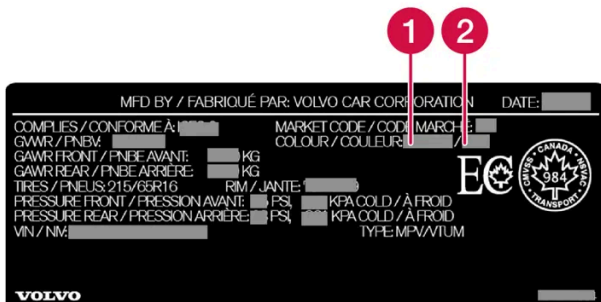 1 2
MFD BY / FABRIQUÉ PAR: VOLVO CAR CORPORATION DATE:
COMPLIES / CONFORME À: MARKET CODE / CODE MARCHÉ:
GVWR / PNBV: COLOUR / COULEUR: /
GAWR FRONT / PNBE AVANT: KG
GAWR REAR / PNBE ARRIÈRE: KG
TIRES / PNEUS: 215/65R16 RIM / JANTE:
PRESSURE FRONT / PRESSION AVANT: PSI, KPA COLD / À FROID
PRESSURE REAR / PRESSION ARRIÈRE: PSI, KPA COLD / À FROID
VIN / NIV: TYPE: MPV/VTUM
EC
CMVSS · CANADA · NSVAC
984
TRANSPORT
VOLVO